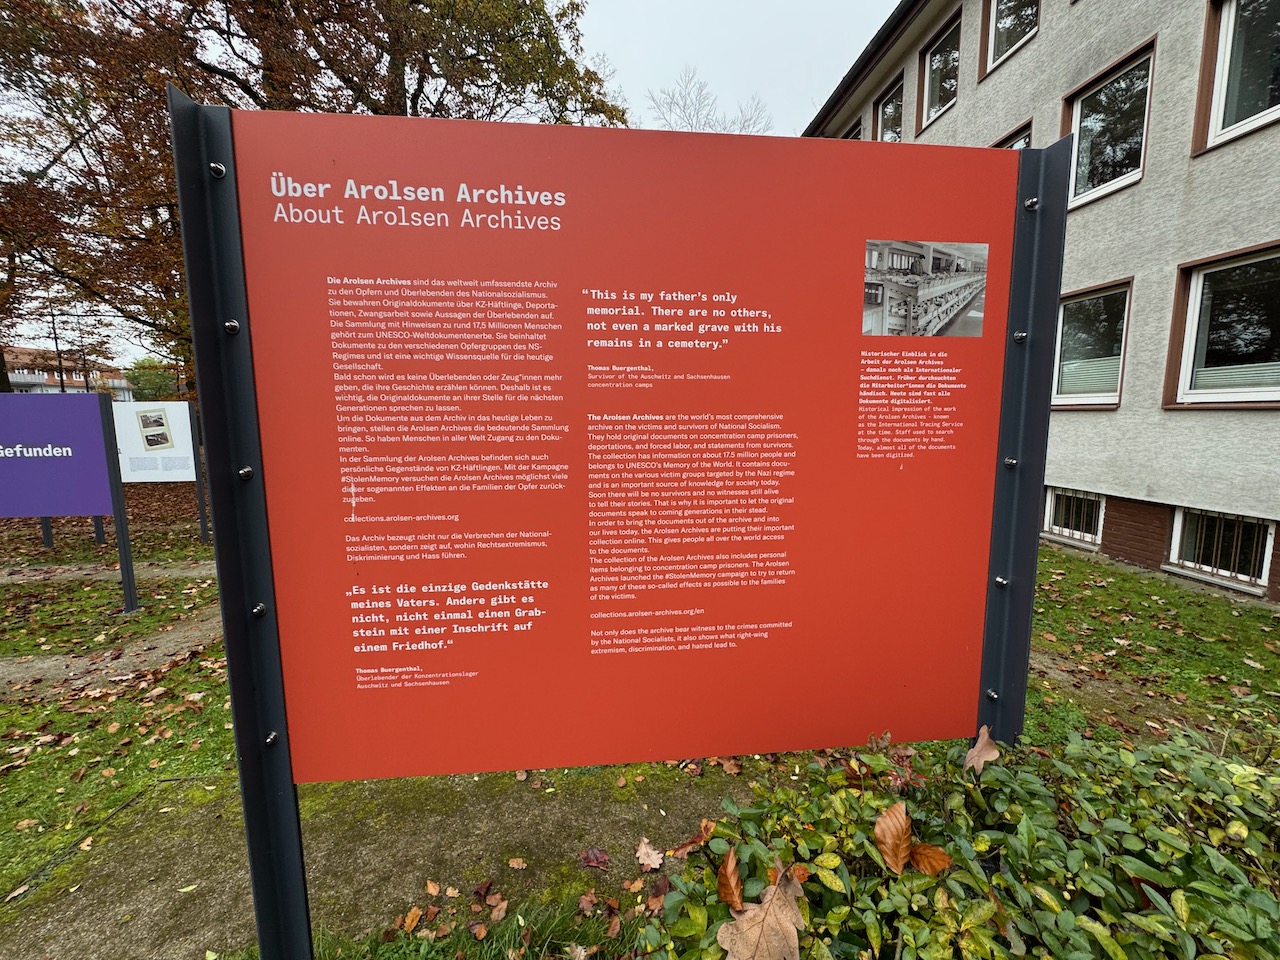 Über Arolsen Archives
About Arolsen Archives
Die Arolsen Archives sind das weltweit umfassendste Archiv
zu den Opfern und Überlebenden des Nationalsozialismus.
Sie bewahren Originaldokumente über KZ-Häftlinge, Deporta-
tionen, Zwangsarbeit sowie Aussagen der Überlebenden auf.
Die Sammlung mit Hinweisen zu rund 17,5 Millionen Menschen
gehört zum UNESCO-Weltdokumentenerbe. Sie beinhaltet
Dokumente zu den verschiedenen Opfergruppen des NS-
Regimes und ist eine wichtige Wissensquelle für die heutige
Gesellschaft.
Bald schon wird es keine Überlebenden oder Zeug*innen mehr
geben, die ihre Geschichte erzählen können. Deshalb ist es
wichtig, die Originaldokumente an ihrer Stelle für die nächsten
Generationen sprechen zu lassen.
Um die Dokumente aus dem Archiv in das heutige Leben zu
bringen, stellen die Arolsen Archives die bedeutende Sammlung
online. So haben Menschen in aller Welt Zugang zu den Doku-
menten.
In der Sammlung der Arolsen Archives befinden sich auch
persönliche Gegenstände von KZ-Häftlingen. Mit der Kampagne
#StolenMemory versuchen die Arolsen Archives möglichst viele
dieser sogenannten Effekten an die Familien der Opfer zurück-
zugeben.
collections.arolsen-archives.org
Das Archiv bezeugt nicht nur die Verbrechen der National-
sozialisten, sondern zeigt auf, wohin Rechtsextremismus,
Diskriminierung und Hass führen.
„Es ist die einzige Gedenkstätte
meines Vaters. Andere gibt es
nicht, nicht einmal einen Grab-
stein mit einer Inschrift auf
einem Friedhof.“
Thomas Buergenthal,
Überlebender der Konzentrationslager
Auschwitz und Sachsenhausen
“This is my father’s only
memorial. There are no others,
not even a marked grave with his
remains in a cemetery.”
Thomas Buergenthal,
Survivor of the Auschwitz and Sachsenhausen
concentration camps
The Arolsen Archives are the world’s most comprehensive
archive on the victims and survivors of National Socialism.
They hold original documents on concentration camp prisoners,
deportations, and forced labor, and statements from survivors.
The collection has information on about 17.5 million people and
belongs to UNESCO’s Memory of the World. It contains docu-
ments on the various victim groups targeted by the Nazi regime
and is an important source of knowledge for society today.
Soon there will be no survivors and no witnesses still alive
to tell their stories. That is why it is important to let the original
documents speak to coming generations in their stead.
In order to bring the documents out of the archive and into
our lives today, the Arolsen Archives are putting their important
collection online. This gives people all over the world access
to the documents.
The collection of the Arolsen Archives also includes personal
items belonging to concentration camp prisoners. The Arolsen
Archives launched the #StolenMemory campaign to try to return
as many of these so-called effects as possible to the families
of the victims.
collections.arolsen-archives.org/en
Not only does the archive bear witness to the crimes committed
by the National Socialists, it also shows what right-wing
extremism, discrimination, and hatred lead to.
Historischer Einblick in die
Arbeit der Arolsen Archives
– damals noch als Internationaler
Suchdienst. Früher durchsuchten
die Mitarbeiter*innen die Dokumente
händisch. Heute sind fast alle
Dokumente digitalisiert.
Historical impression of the work
of the Arolsen Archives – known
as the International Tracing Service
at the time. Staff used to search
through the documents by hand.
Today, almost all of the documents
have been digitized.
Gefunden